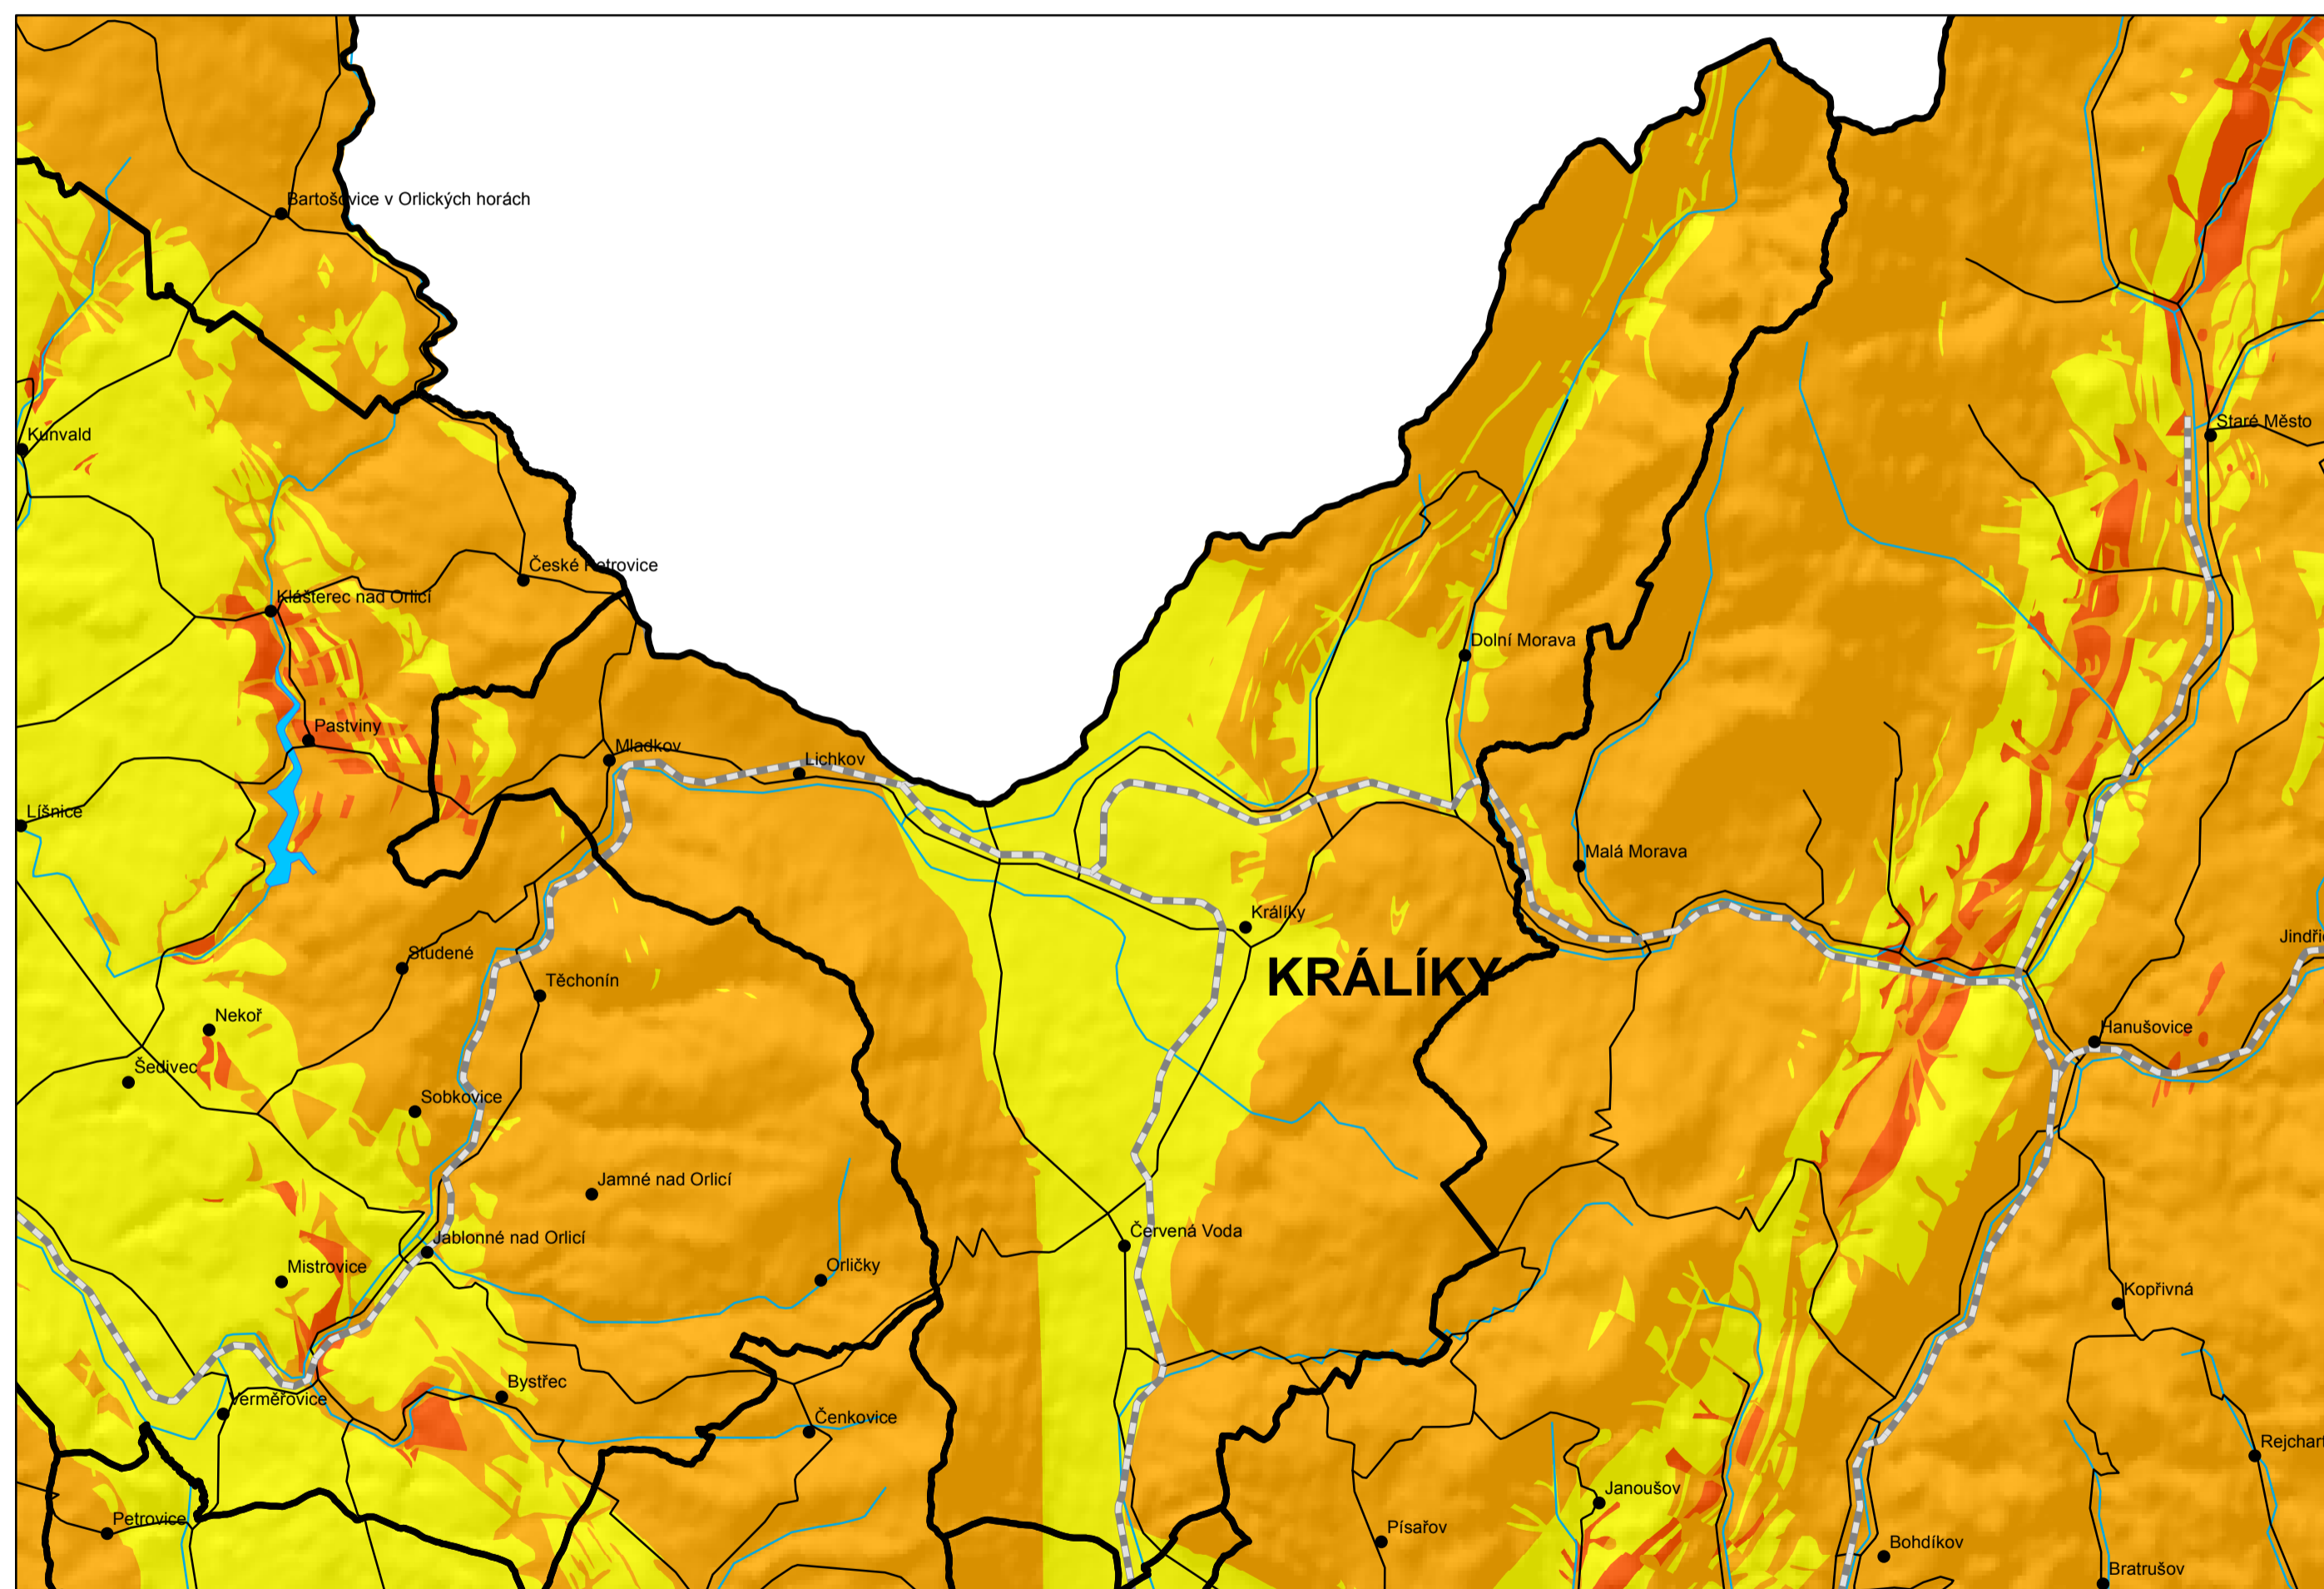 Bartošovice v Orlických horách
Kunvald
Staré Město
České Petrovice
Klášterec nad Orlicí
Dolní Morava
Pastviny
Mladkov
Lichkov
Líšnice
Malá Morava
Králíky
Jindři
Studené
KRÁLÍKY
Těchonín
Nekoř
Hanušovice
Šedivec
Sobkovice
Jamné nad Orlicí
Červená Voda
Jablonné nad Orlicí
Mistrovice
Orličky
Kopřivná
Bystřec
Verměřovice
Čenkovice
Rejchar
Janoušov
Petrovice
Písařov
Bohdíkov
Bratrušov